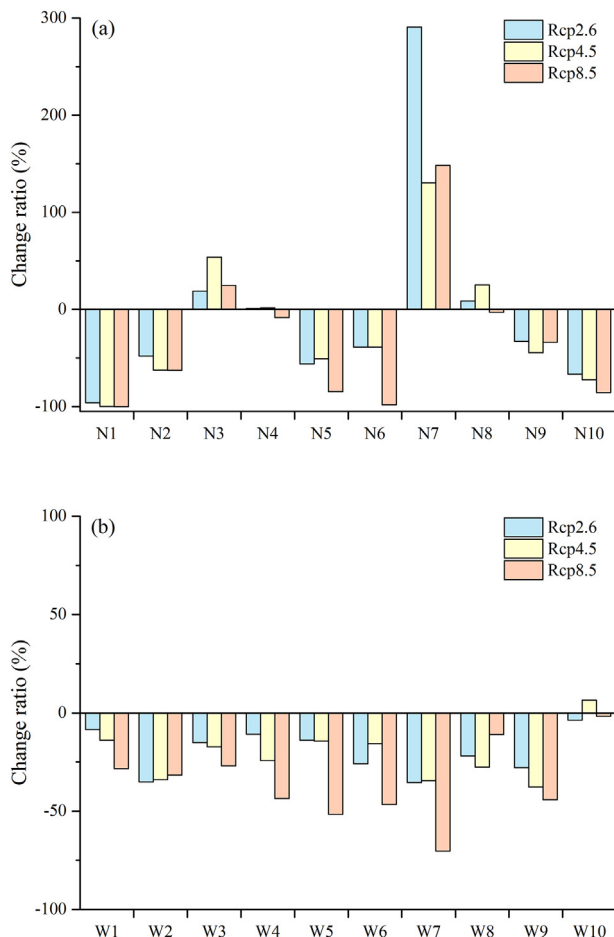 (a)
Rcp2.6
Rcp4.5
Rcp8.5
Change ratio (%)
300
200
100
0
-100
N1 N2 N3 N4 N5 N6 N7 N8 N9 N10
(b)
Rcp2.6
Rcp4.5
Rcp8.5
Change ratio (%)
100
50
0
-50
-100
W1 W2 W3 W4 W5 W6 W7 W8 W9 W10